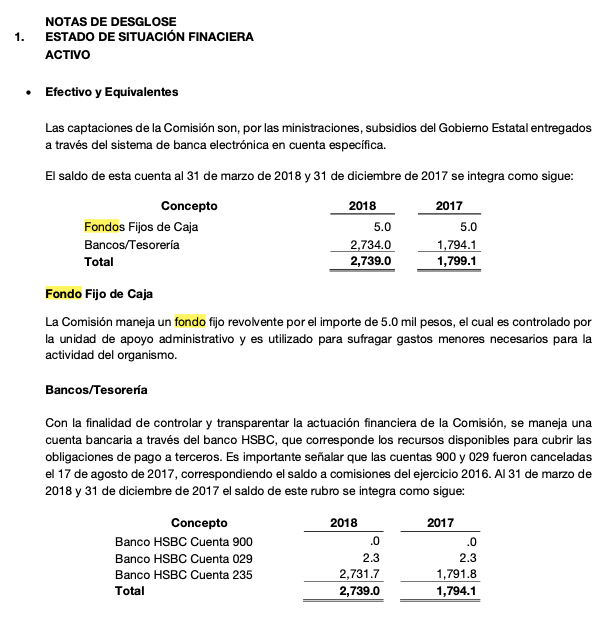 NOTAS DE DESGLOSE
1. ESTADO DE SITUACIÓN FINACIERA
ACTIVO
• Efectivo y Equivalentes
Las captaciones de la Comisión son, por las ministraciones, subsidios del Gobierno Estatal entregados
a través del sistema de banca electrónica en cuenta específica.
El saldo de esta cuenta al 31 de marzo de 2018 y 31 de diciembre de 2017 se integra como sigue:
Concepto 2018 2017
Fondos Fijos de Caja 5.0 5.0
Bancos/Tesorería 2,734.0 1,794.1
Total 2,739.0 1,799.1
Fondo Fijo de Caja
La Comisión maneja un fondo fijo revolvente por el importe de 5.0 mil pesos, el cual es controlado por
la unidad de apoyo administrativo y es utilizado para sufragar gastos menores necesarios para la
actividad del organismo.
Bancos/Tesorería
Con la finalidad de controlar y transparentar la actuación financiera de la Comisión, se maneja una
cuenta bancaria a través del banco HSBC, que corresponde los recursos disponibles para cubrir las
obligaciones de pago a terceros. Es importante señalar que las cuentas 900 y 029 fueron canceladas
el 17 de agosto de 2017, correspondiendo el saldo a comisiones del ejercicio 2016. Al 31 de marzo de
2018 y 31 de diciembre de 2017 el saldo de este rubro se integra como sigue:
Concepto 2018 2017
Banco HSBC Cuenta 900 .0 .0
Banco HSBC Cuenta 029 2.3 2.3
Banco HSBC Cuenta 235 2,731.7 1,791.8
Total 2,739.0 1,794.1